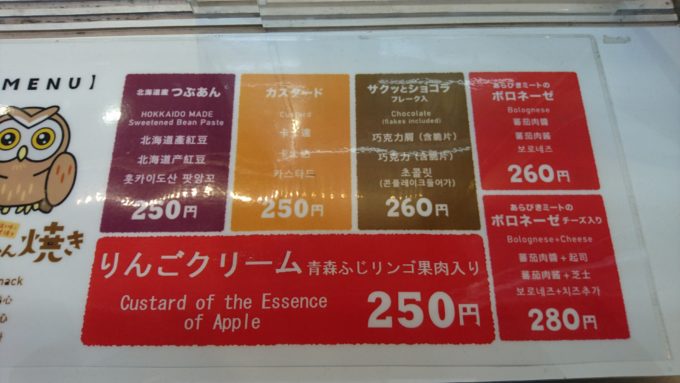 MENU】
北海道産 つぶあん
HOKKAIDO MADE
Sweetened Bean Paste
北海道產紅豆
北海道产紅豆
홋카이도산 팥앙꼬
250円
カスタード
Custard
카스타드
250円
サクッとショコラ
フレーク入
Chocolate
(flakes included)
巧克力屑(含脆片)
巧克力(含脆片)
초콜릿
(콘플레이크들어가)
260円
あらびきミートの
ボロネーゼ
Bolognese
蕃茄肉醬
番茄肉酱
보로네즈
260円
あらびきミートの
ボロネーゼ チーズ入り
Bolognese+Cheese
蕃茄肉醬+起司
番茄肉酱+芝士
보로네즈+치즈추가
280円
りんごクリーム 青森ふじリンゴ果肉入り
Custard of the Essence
of Apple
250円
焼き